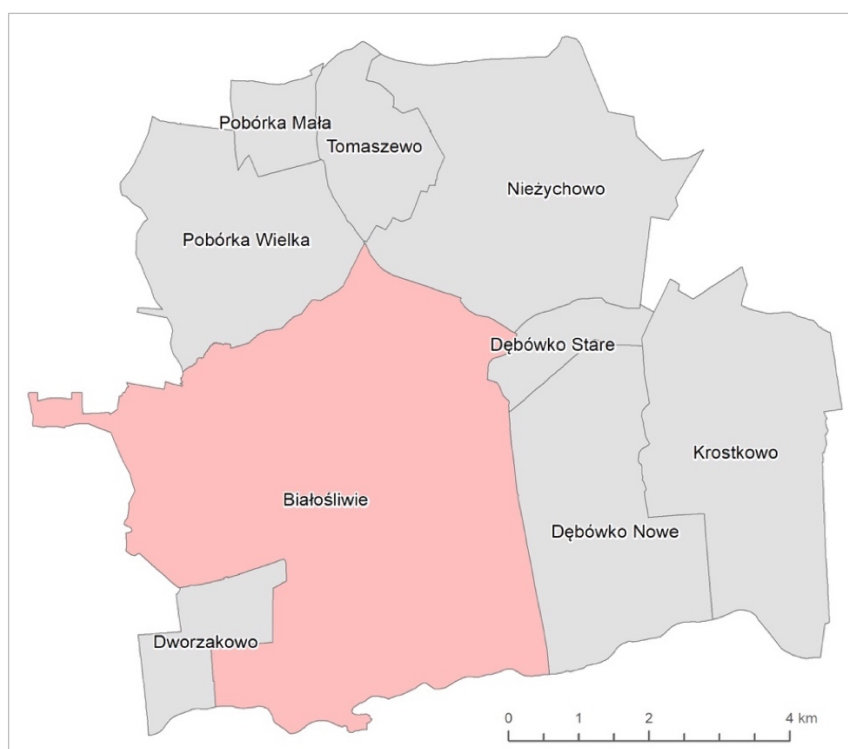 Pobórka Mała
Tomaszewo
Nieżychowo
Pobórka Wielka
Dębówko Stare
Krostkowo
Białośliwie
Dębówko Nowe
Dworzakowo
0 1 2 4 km